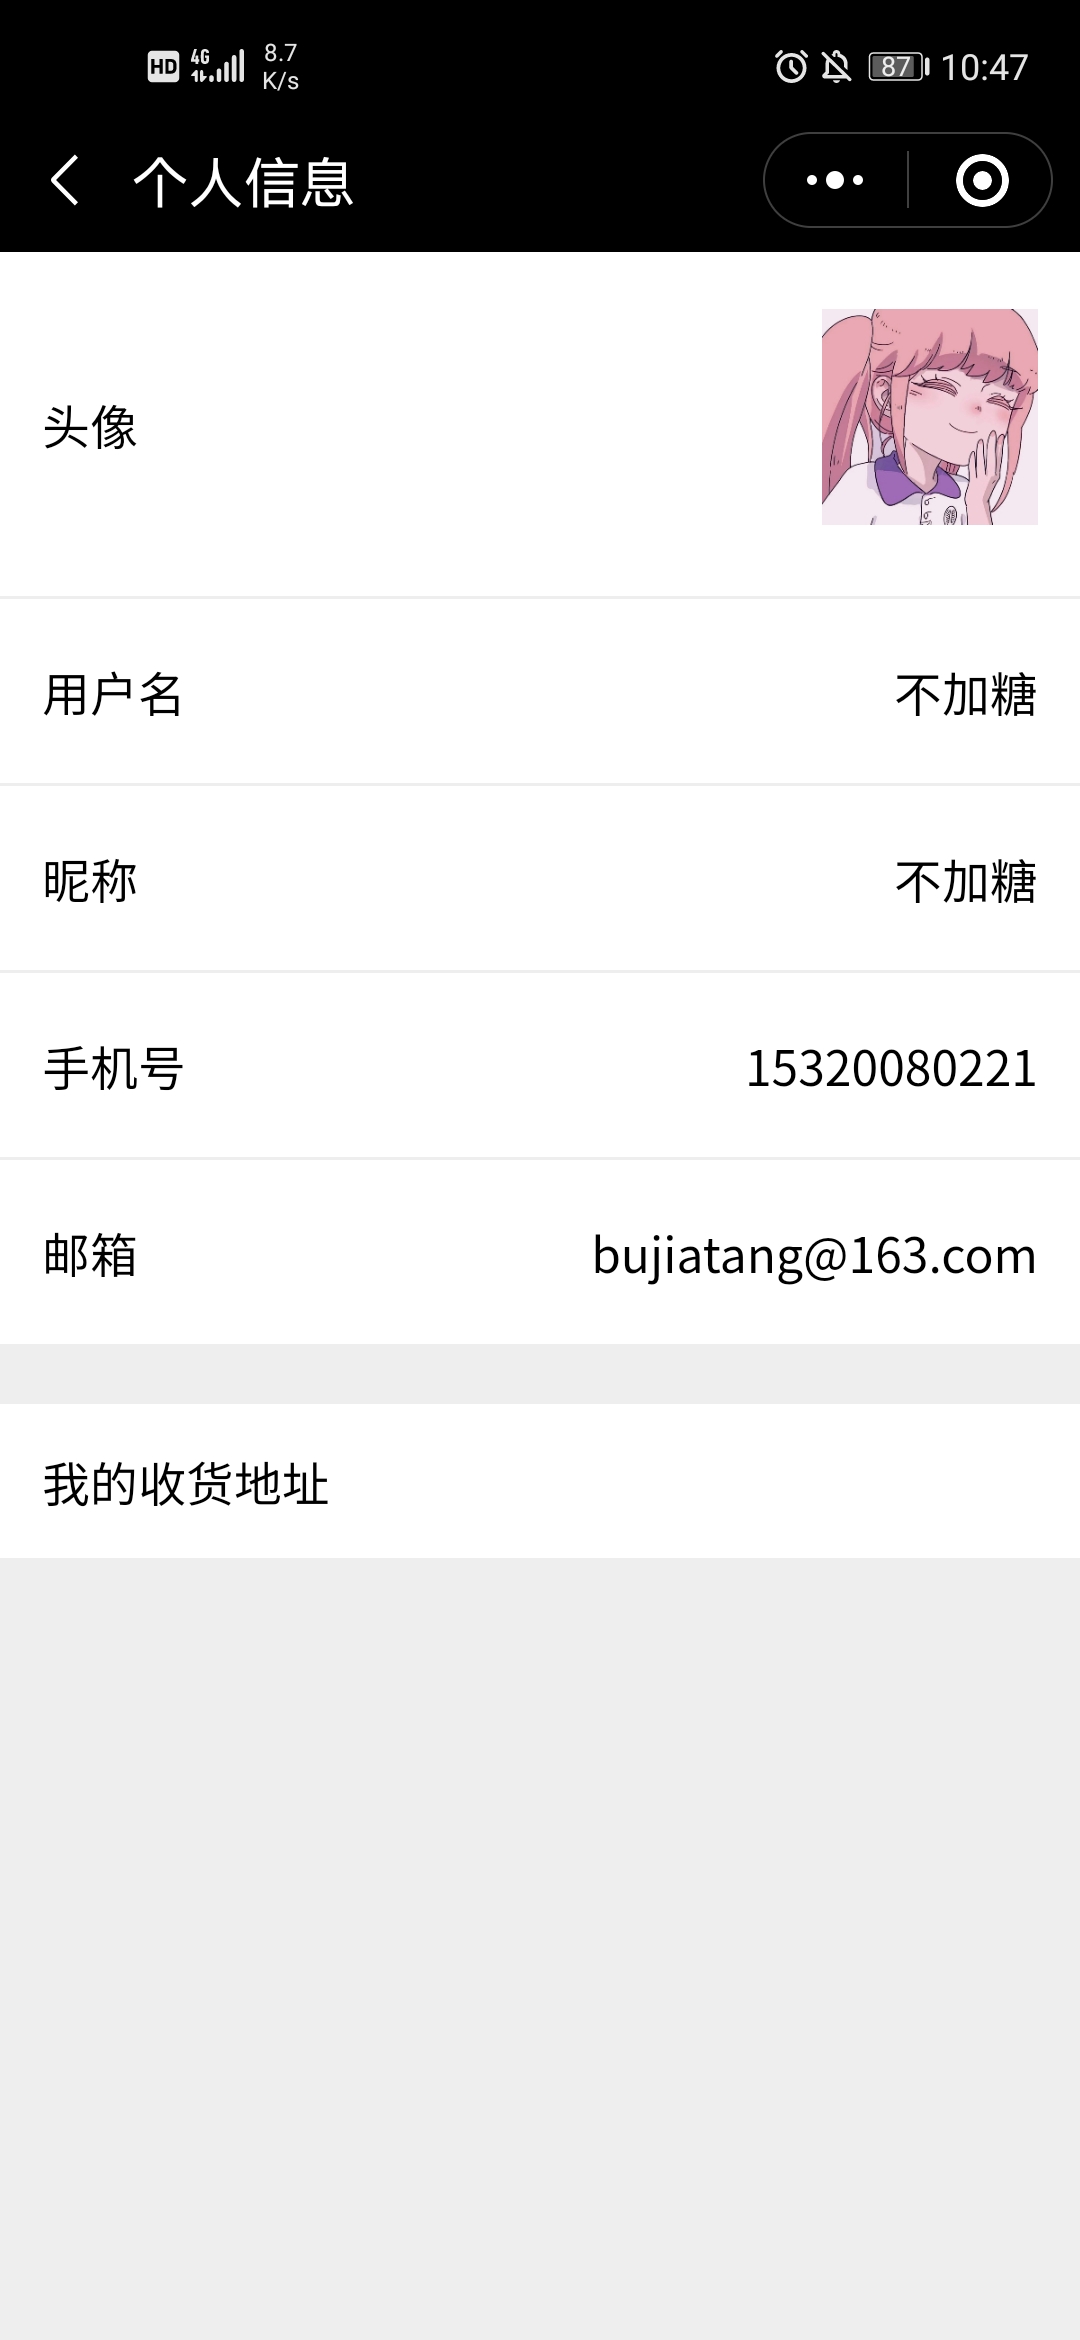 HD 4G 8.7 K/s 87 10:47
个人信息
头像
用户名 不加糖
昵称 不加糖
手机号 15320080221
邮箱 bujiatang@163.com
我的收货地址